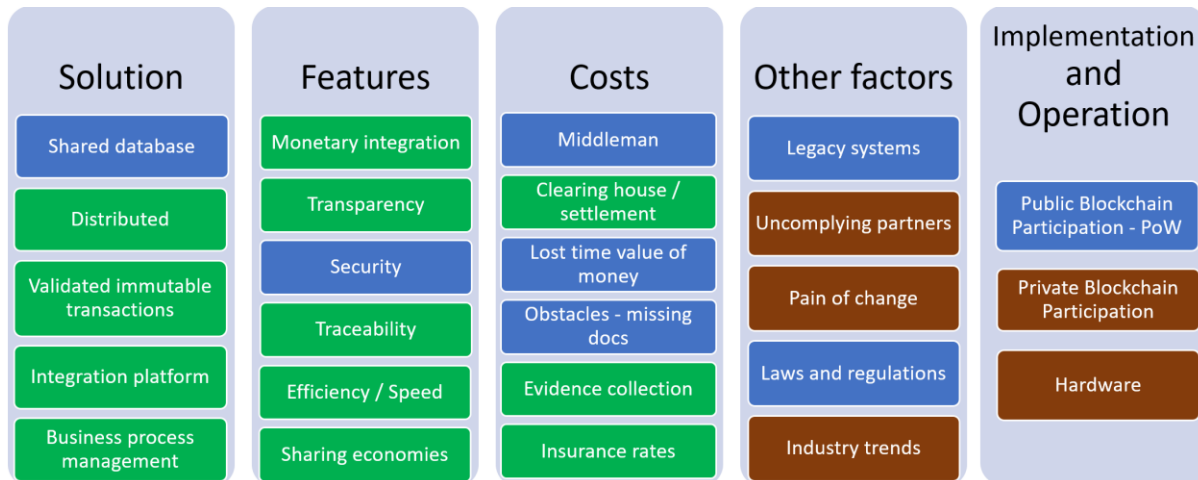 Solution
Shared database
Distributed
Validated immutable
transactions
Integration platform
Business process
management
Features
Monetary integration
Transparency
Security
Traceability
Efficiency / Speed
Sharing economies
Costs
Middleman
Clearing house /
settlement
Lost time value of
money
Obstacles - missing
docs
Evidence collection
Insurance rates
Other factors
Legacy systems
Uncomplying partners
Pain of change
Laws and regulations
Industry trends
Implementation
and
Operation
Public Blockchain
Participation - PoW
Private Blockchain
Participation
Hardware